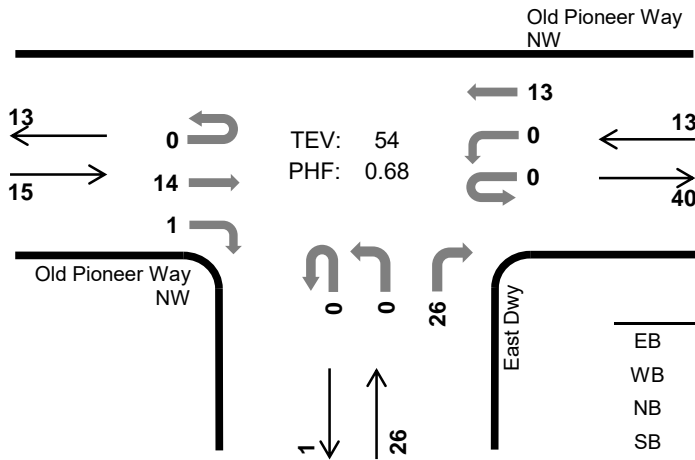 Old Pioneer Way
NW
13
13
13
0
TEV: 54
0
15
14
PHF: 0.68
0
40
1
Old Pioneer Way
NW
0
0
26
East Dwy
EB
WB
NB
SB
1
26